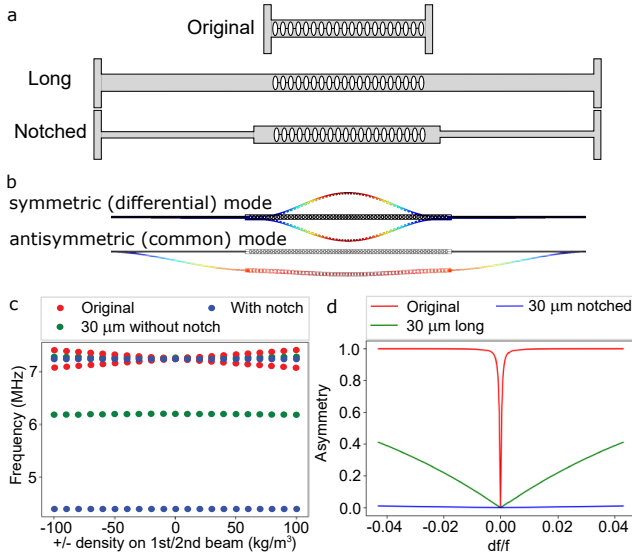 a
Original
Long
Notched
b
symmetric (differential) mode
antisymmetric (common) mode
c
Original
With notch
30 μm without notch
Frequency (MHz)
7
6
5
-100
-50
0
50
100
+/- density on 1st/2nd beam (kg/m³)
d
Original
30 μm notched
30 μm long
Asymmetry
1.0
0.8
0.6
0.4
0.2
0.0
-0.04
-0.02
0.00
0.02
0.04
df/f